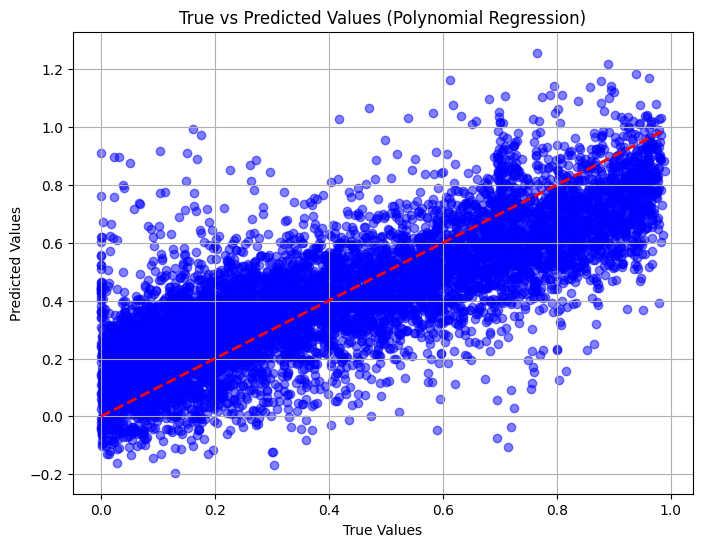 True vs Predicted Values (Polynomial Regression)
Predicted Values
1.2
1.0
0.8
0.6
0.4
0.2
0.0
−0.2
0.0 0.2 0.4 0.6 0.8 1.0
True Values